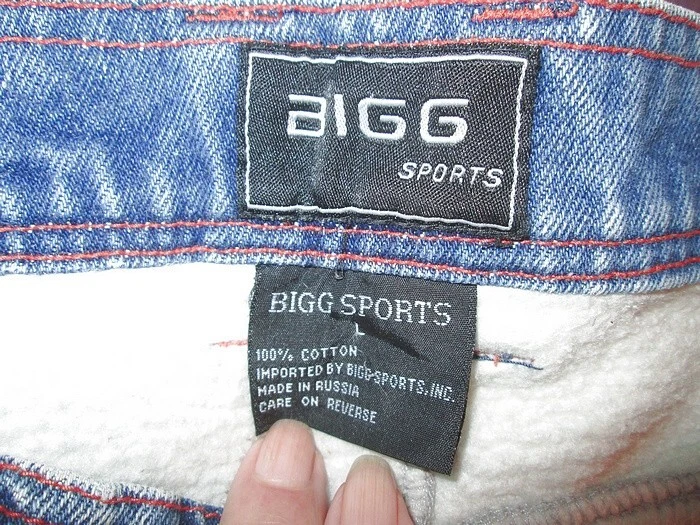 BIGG
SPORTS
BIGG SPORTS
L
100% COTTON
IMPORTED BY BIGG SPORTS, INC.
MADE IN RUSSIA
CARE ON REVERSE